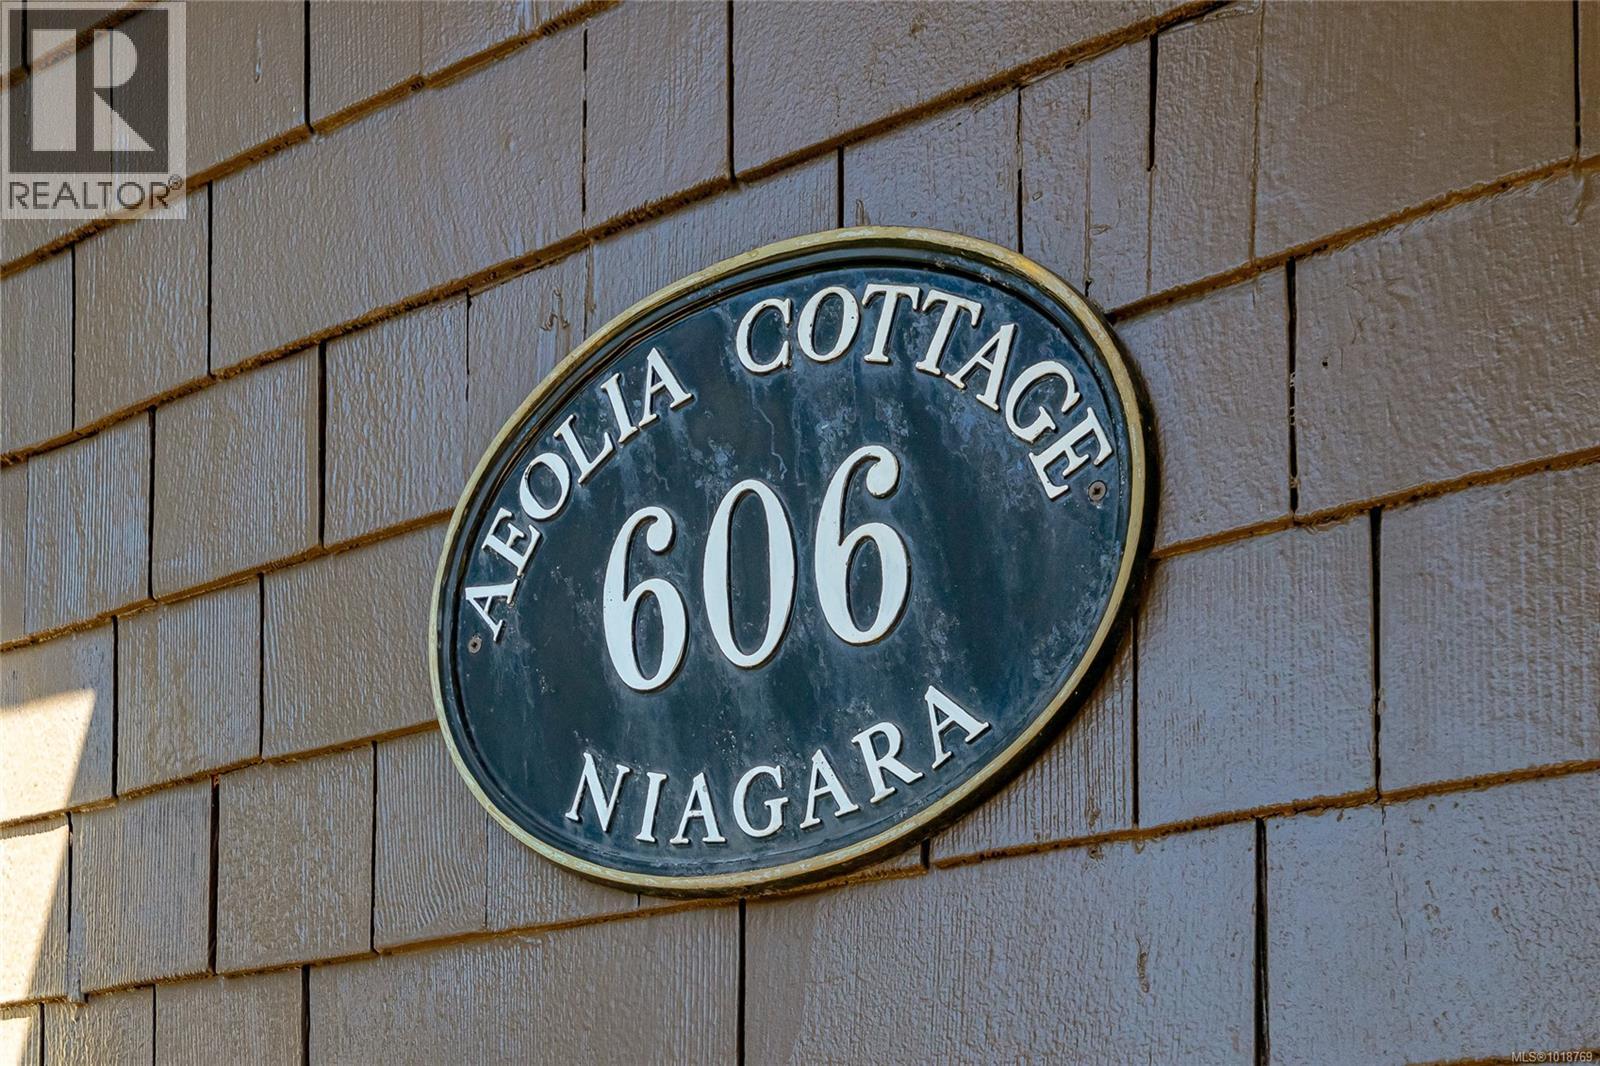 REALTOR®
AEOLIA COTTAGE
606
NIAGARA
MLS®1018769